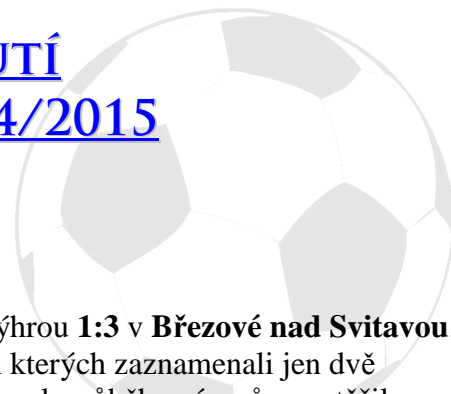 UTÍ
4/2015
ýhrou 1:3 v Březové nad Svitavou.
kterých zaznamenali jen dvě